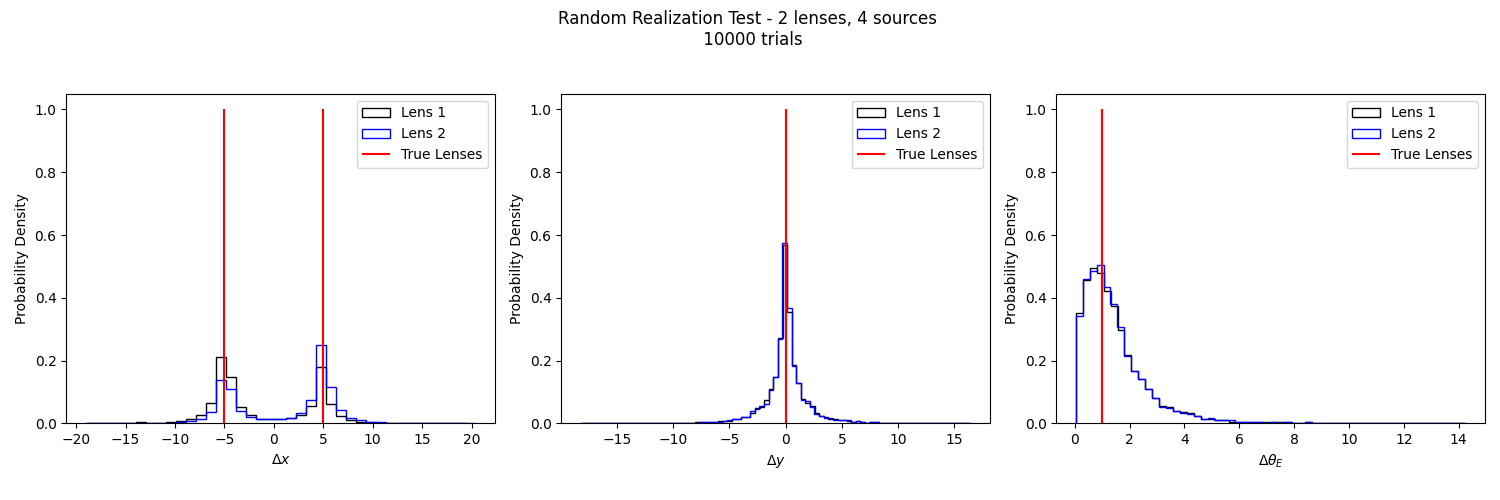 Random Realization Test - 2 lenses, 4 sources
10000 trials
Probability Density
1.0
0.8
0.6
0.4
0.2
0.0
Lens 1
Lens 2
True Lenses
−20 −15 −10 −5 0 5 10 15 20
Δx
Probability Density
1.0
0.8
0.6
0.4
0.2
0.0
Lens 1
Lens 2
True Lenses
−15 −10 −5 0 5 10 15
Δy
Probability Density
1.0
0.8
0.6
0.4
0.2
0.0
Lens 1
Lens 2
True Lenses
0 2 4 6 8 10 12 14
Δθ_E